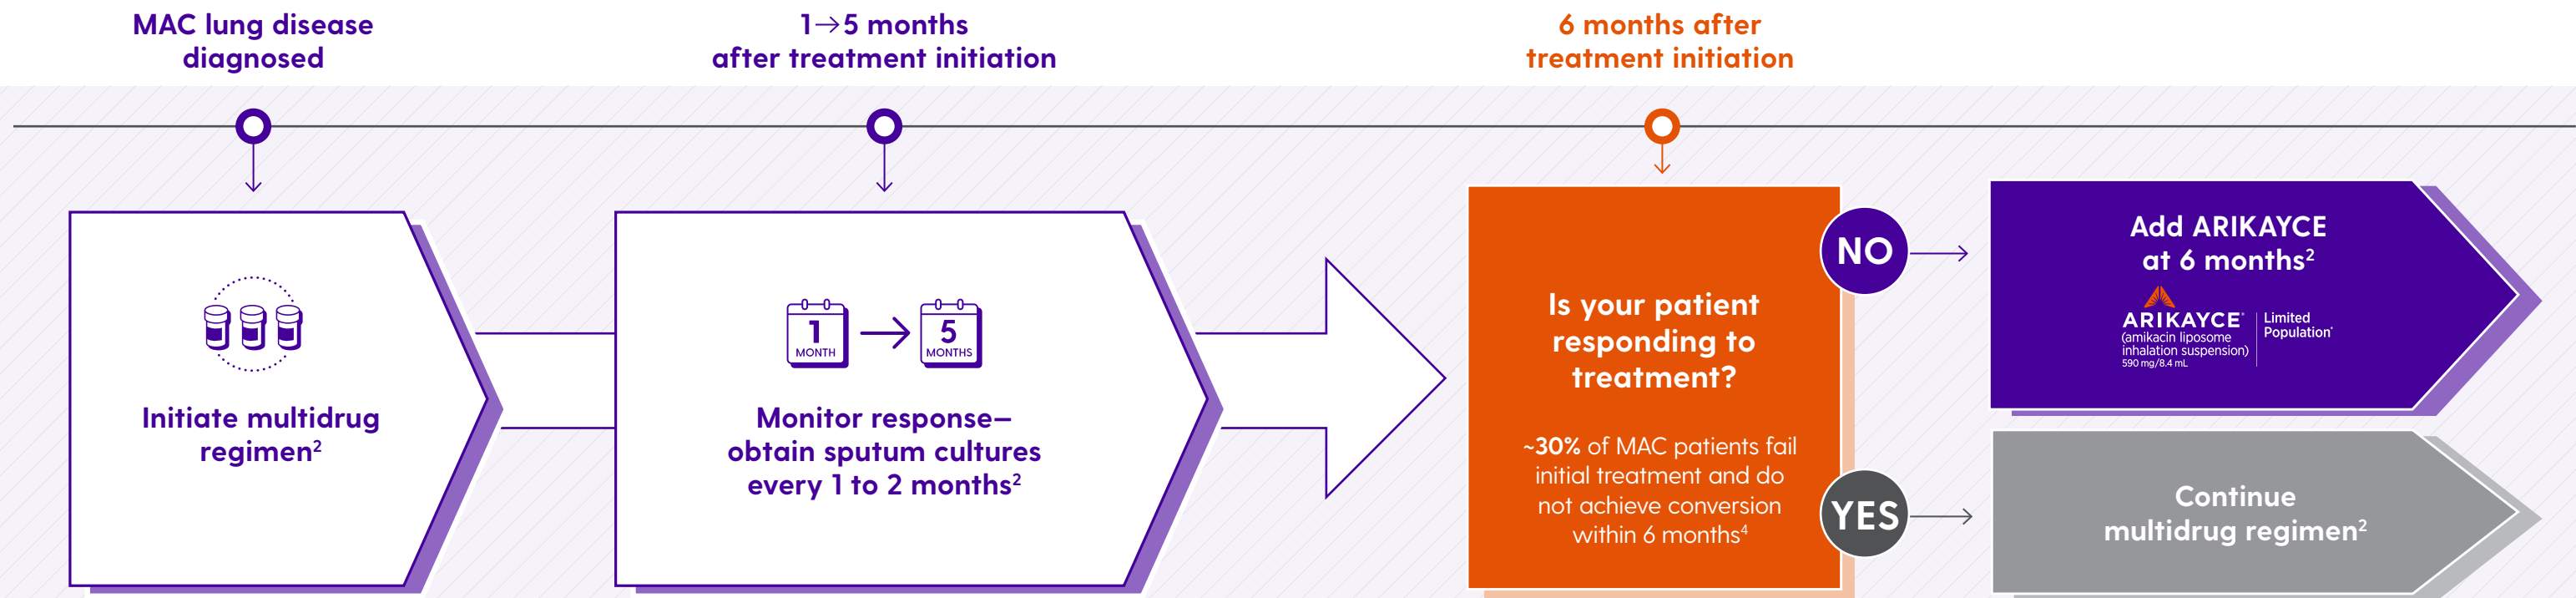 MAC lung disease
diagnosed
1→5 months
after treatment initiation
6 months after
treatment initiation
Initiate multidrug
regimen²
1
MONTH
5
MONTHS
Monitor response—
obtain sputum cultures
every 1 to 2 months²
Is your patient
responding to
treatment?
~30% of MAC patients fail
initial treatment and do
not achieve conversion
within 6 months⁴
NO
Add ARIKAYCE
at 6 months²
ARIKAYCE®
(amikacin liposome
inhalation suspension)
590 mg/8.4 mL
Limited
Population*
YES
Continue
multidrug regimen²